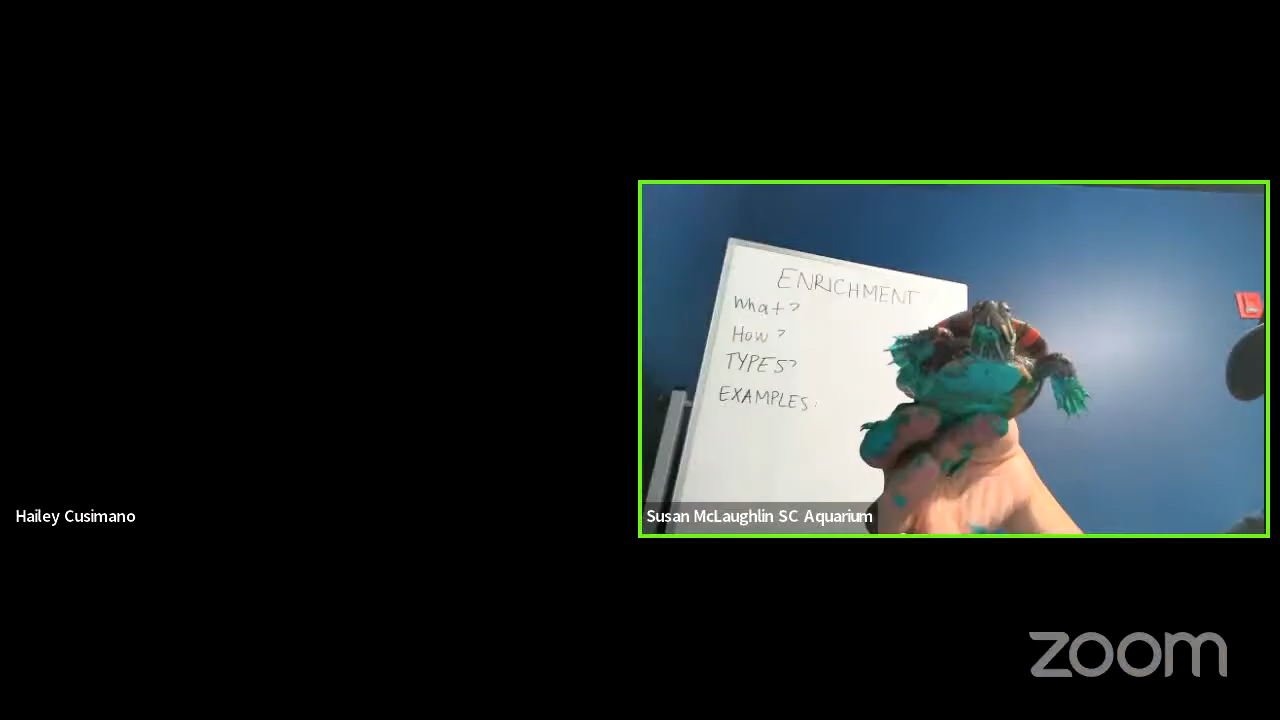 ENRICHMENT
What?
How?
TYPES?
EXAMPLES:
Hailey Cusimano
Susan McLaughlin SC Aquarium
zoom